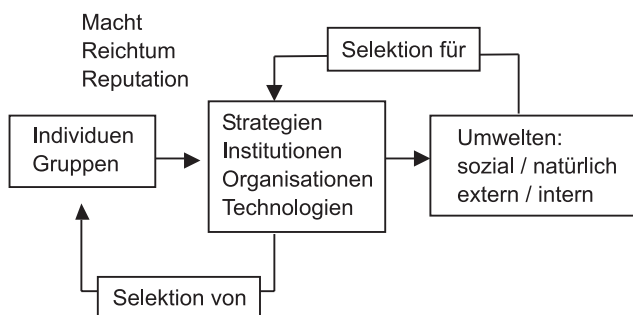 Macht
Reichtum
Reputation
Selektion für
Individuen
Gruppen
Strategien
Institutionen
Organisationen
Technologien
Umwelten:
sozial / natürlich
extern / intern
Selektion von